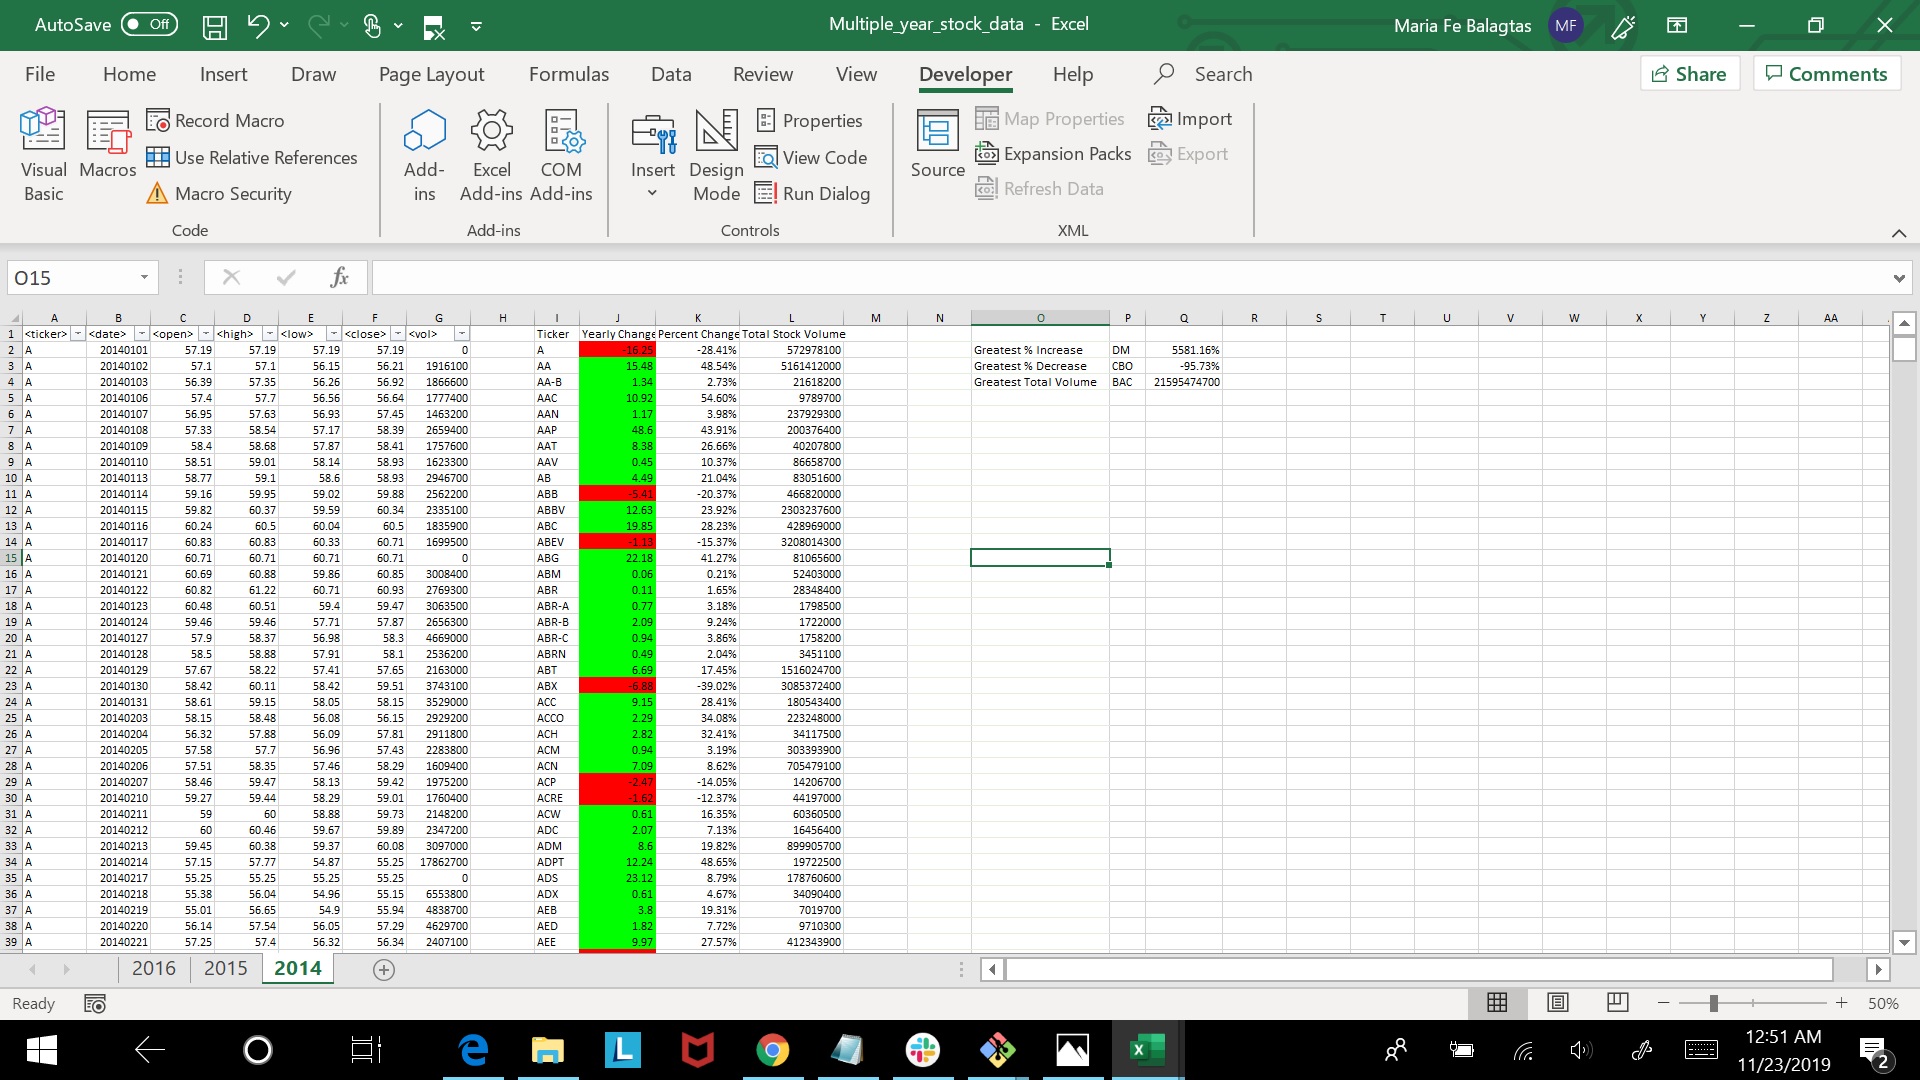 AutoSave Off Multiple_year_stock_data - Excel Maria Fe Balagtas MF
File Home Insert Draw Page Layout Formulas Data Review View Developer Help Search Share Comments
Visual Basic
Macros
Record Macro
Use Relative References
Macro Security
Code
Add-ins
Excel Add-ins
COM Add-ins
Add-ins
Insert
Design Mode
Properties
View Code
Run Dialog
Controls
Source
Map Properties
Expansion Packs
Refresh Data
Import
Export
XML
O15 fx
A B C D E F G H I J K L M N O P Q R S T U V W X Y Z AA
1 <ticker> <date> <open> <high> <low> <close> <vol> Ticker Yearly Change Percent Change Total Stock Volume
2 A 20140101 57.19 57.19 57.19 57.19 0 A -16.25 -28.41% 572978100 Greatest % Increase DM 5581.16%
3 A 20140102 57.1 57.1 56.15 56.21 1916100 AA 15.48 48.54% 5161412000 Greatest % Decrease CBO -95.73%
4 A 20140103 56.39 57.35 56.26 56.92 1866600 AA-B 1.34 2.73% 21618200 Greatest Total Volume BAC 21595474700
5 A 20140106 57.4 57.7 56.56 56.64 1777400 AAC 10.92 54.60% 9789700
6 A 20140107 56.95 57.63 56.93 57.45 1463200 AAN 1.17 3.98% 237929300
7 A 20140108 57.33 58.54 57.17 58.39 2659400 AAP 48.6 43.91% 200376400
8 A 20140109 58.4 58.68 57.87 58.41 1757600 AAT 8.38 26.66% 40207800
9 A 20140110 58.51 59.01 58.14 58.93 1623300 AAV 0.45 10.37% 86658700
10 A 20140113 58.77 59.1 58.6 58.93 2946700 AB 4.49 21.04% 83051600
11 A 20140114 59.16 59.95 59.02 59.88 2562200 ABB -5.41 -20.37% 466820000
12 A 20140115 59.82 60.37 59.59 60.34 2335100 ABBV 12.63 23.92% 2303237600
13 A 20140116 60.24 60.5 60.04 60.5 1835900 ABC 19.85 28.23% 428969000
14 A 20140117 60.83 60.83 60.33 60.71 1699500 ABEV -1.13 -15.37% 3208014300
15 A 20140120 60.71 60.71 60.71 60.71 0 ABG 22.18 41.27% 81065600
16 A 20140121 60.69 60.88 59.86 60.85 3008400 ABM 0.06 0.21% 52403000
17 A 20140122 60.82 61.22 60.71 60.93 2769300 ABR 0.11 1.65% 28348400
18 A 20140123 60.48 60.51 59.4 59.47 3063500 ABR-A 0.77 3.18% 1798500
19 A 20140124 59.46 59.46 57.71 57.87 2656300 ABR-B 2.09 9.24% 1722000
20 A 20140127 57.9 58.37 56.98 58.3 4669000 ABR-C 0.94 3.86% 1758200
21 A 20140128 58.5 58.88 57.91 58.1 2536200 ABRN 0.49 2.04% 3451100
22 A 20140129 57.67 58.22 57.41 57.65 2163000 ABT 6.69 17.45% 1516024700
23 A 20140130 58.42 60.11 58.42 59.51 3743100 ABX -6.88 -39.02% 3085372400
24 A 20140131 58.61 59.15 58.05 58.15 3529000 ACC 9.15 28.41% 180543400
25 A 20140203 58.15 58.48 56.08 56.15 2929200 ACCO 2.29 34.08% 223248000
26 A 20140204 56.32 57.88 56.09 57.81 2911800 ACH 2.82 32.41% 34117500
27 A 20140205 57.58 57.7 56.96 57.43 2283800 ACM 0.94 3.19% 303393900
28 A 20140206 57.51 58.35 57.46 58.29 1609400 ACN 7.09 8.62% 705479100
29 A 20140207 58.46 59.47 58.13 59.42 1975200 ACP -2.47 -14.05% 14206700
30 A 20140210 59.27 59.44 58.29 59.01 1760400 ACRE -1.62 -12.37% 44197000
31 A 20140211 59 60 58.88 59.73 2148200 ACW 0.61 16.35% 60360500
32 A 20140212 60 60.46 59.67 59.89 2347200 ADC 2.07 7.13% 16456400
33 A 20140213 59.45 60.38 59.37 60.08 3097000 ADM 8.6 19.82% 899905700
34 A 20140214 57.15 57.77 54.87 55.25 17862700 ADPT 12.24 48.65% 19722500
35 A 20140217 55.25 55.25 55.25 55.25 0 ADS 23.12 8.79% 178760600
36 A 20140218 55.38 56.04 54.96 55.15 6553800 ADX 0.61 4.67% 34090400
37 A 20140219 55.01 56.65 54.9 55.94 4838700 AEB 3.8 19.31% 7019700
38 A 20140220 56.14 57.54 56.05 57.29 4629700 AED 1.82 7.72% 9710300
39 A 20140221 57.25 57.4 56.32 56.34 2407100 AEE 9.97 27.57% 412343900
2016 2015 2014
Ready 50%
12:51 AM
11/23/2019
2